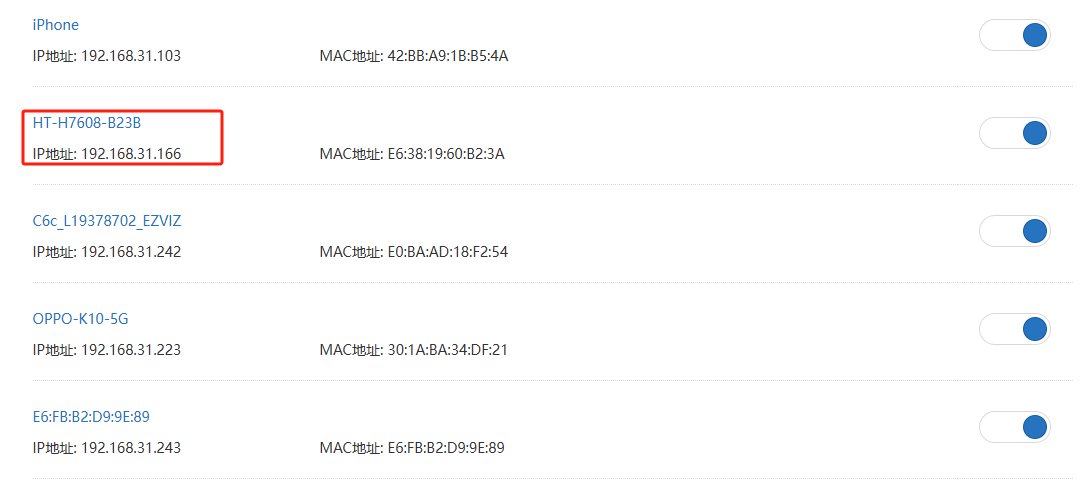 iPhone
IP地址: 192.168.31.103 MAC地址: 42:BB:A9:1B:B5:4A
HT-H7608-B23B
IP地址: 192.168.31.166 MAC地址: E6:38:19:60:B2:3A
C6c_L19378702_EZVIZ
IP地址: 192.168.31.242 MAC地址: E0:BA:AD:18:F2:54
OPPO-K10-5G
IP地址: 192.168.31.223 MAC地址: 30:1A:BA:34:DF:21
E6:FB:B2:D9:9E:89
IP地址: 192.168.31.243 MAC地址: E6:FB:B2:D9:9E:89